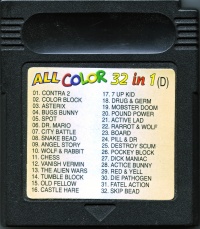 ALL COLOR 32 in 1 (D)
01. CONTRA 2
02. COLOR BLOCK
03. ASTERIX
04. BUGS BUNNY
05. SPOT
06. DR. MARIO
07. CITY BATTLE
08. SNAKE BEAD
09. ANGEL STORY
10. WOLF & RABBIT
11. CHESS
12. VANISH VERMIN
13. THE ALIEN WARS
14. TUMBLE BLOCK
15. OLD FELLOW
16. CASTLE HARE
17. 7 UP KID
18. DRUG & GERM
19. MOBSTER DOOM
20. POUND POWER
21. ACTIVE LAD
22. RARROT & WOLF
23. BOARD
24. PILL & DR
25. DESTROY SCUM
26. POCKEY BLOCK
27. DICK MANIAC
28. ACTICE BUNNY
29. RED & YELL
30. DIE PATHOGEN
31. FATEL ACTION
32. SKIP BEAD